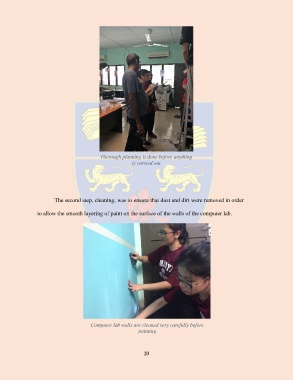 Thorough planning is done before anything
is carried out
The second step, cleaning, was to ensure that dust and dirt were removed in order
to allow the smooth layering of paint on the surface of the walls of the computer lab.
Computer lab walls are cleaned very carefully before
painting
20